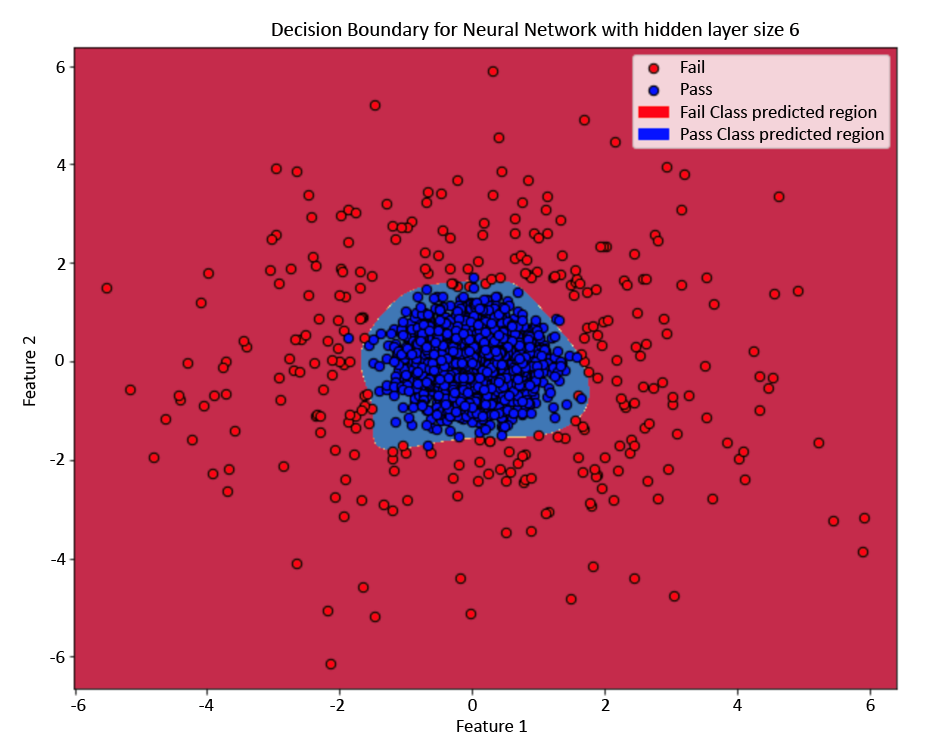 Decision Boundary for Neural Network with hidden layer size 6
Fail
Pass
Fail Class predicted region
Pass Class predicted region
6
4
2
0
-2
-4
-6
Feature 2
-6
-4
-2
0
2
4
6
Feature 1